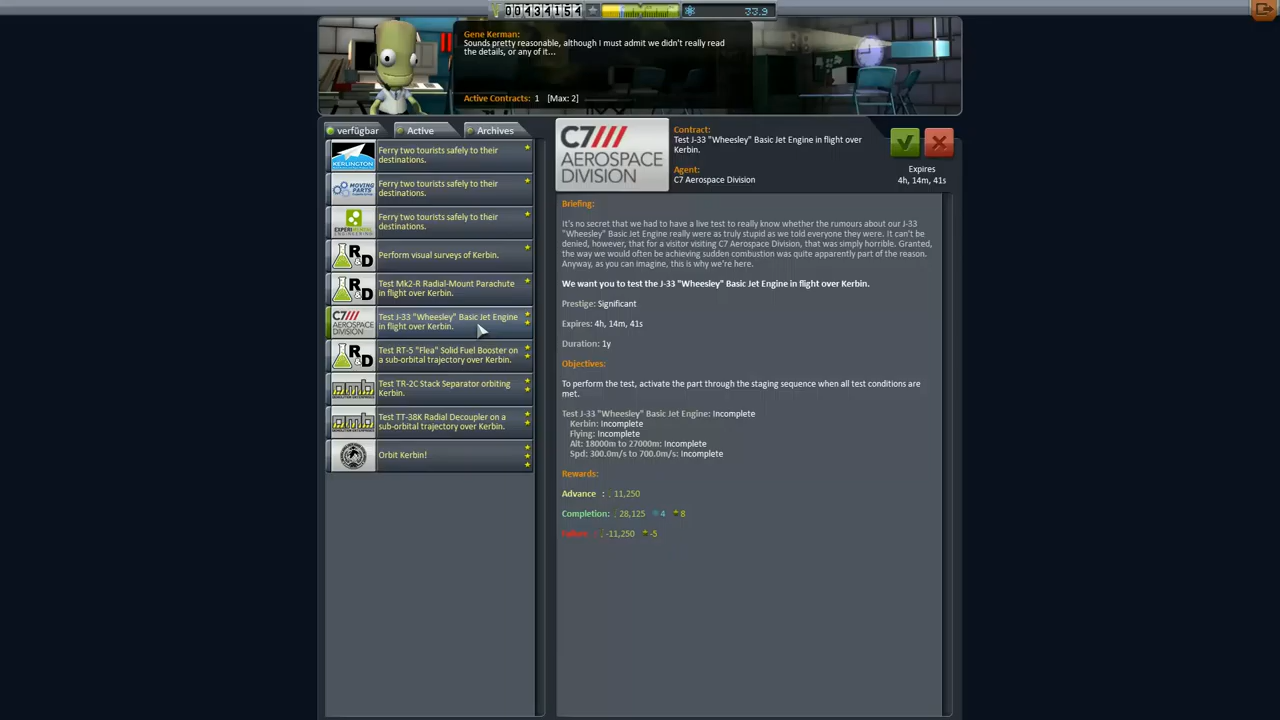 00434154
33.9
Gene Kerman:
Sounds pretty reasonable, although I must admit we didn't really read
the details, or any of it...
Active Contracts: 1 [Max: 2]
verfügbar
Active
Archives
KERLINGTON
Ferry two tourists safely to their
destinations.
MOVING PARTS
Ferry two tourists safely to their
destinations.
EXPERIMENTAL
ENGINEERING
Ferry two tourists safely to their
destinations.
R&D
Perform visual surveys of Kerbin.
R&D
Test Mk2-R Radial-Mount Parachute
in flight over Kerbin.
C7
AEROSPACE
DIVISION
Test J-33 "Wheesley" Basic Jet Engine
in flight over Kerbin.
R&D
Test RT-5 "Flea" Solid Fuel Booster on
a sub-orbital trajectory over Kerbin.
Test TR-2C Stack Separator orbiting
Kerbin.
Test TT-38K Radial Decoupler on a
sub-orbital trajectory over Kerbin.
Orbit Kerbin!
C7
AEROSPACE
DIVISION
Contract:
Test J-33 "Wheesley" Basic Jet Engine in flight over
Kerbin.
Agent:
C7 Aerospace Division
Expires
4h, 14m, 41s
Briefing:
It's no secret that we had to have a live test to really know whether the rumours about our J-33
"Wheesley" Basic Jet Engine really were as truly stupid as we told everyone they were. It can't be
denied, however, that for a visitor visiting C7 Aerospace Division, that was simply horrible. Granted,
the way we would often be achieving sudden combustion was quite apparently part of the reason.
Anyway, as you can imagine, this is why we're here.
We want you to test the J-33 "Wheesley" Basic Jet Engine in flight over Kerbin.
Prestige: Significant
Expires: 4h, 14m, 41s
Duration: 1y
Objectives:
To perform the test, activate the part through the staging sequence when all test conditions are
met.
Test J-33 "Wheesley" Basic Jet Engine: Incomplete
Kerbin: Incomplete
Flying: Incomplete
Alt: 18000m to 27000m: Incomplete
Spd: 300.0m/s to 700.0m/s: Incomplete
Rewards:
Advance : 11,250
Completion: 28,125 4 8
Failure: -11,250 -5